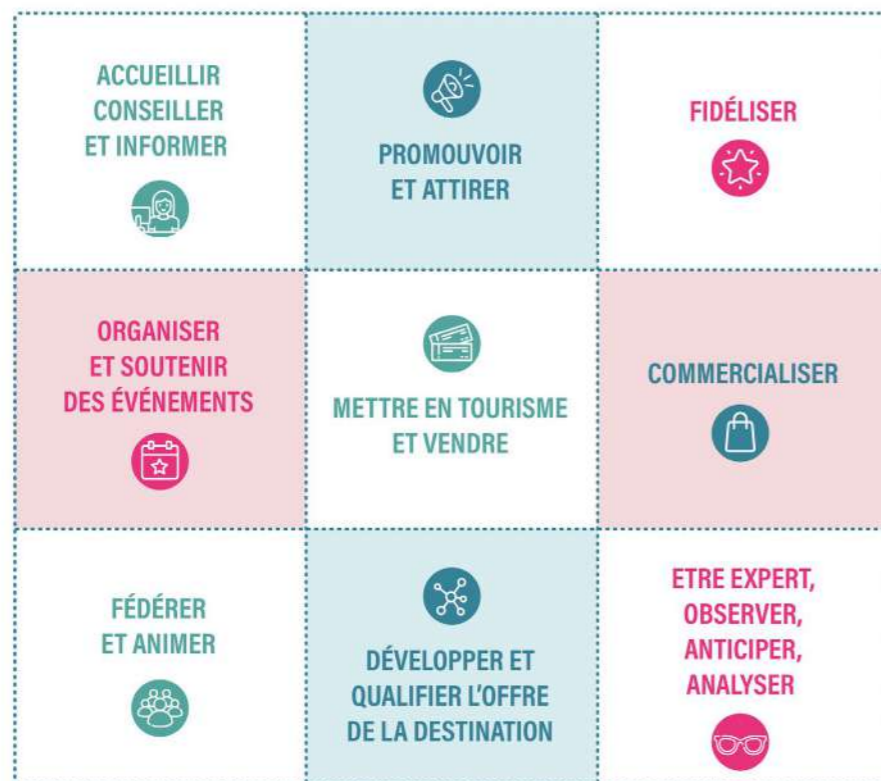 ACCUEILLIR
CONSEILLER
ET INFORMER
PROMOUVOIR
ET ATTIRER
FIDÉLISER
ORGANISER
ET SOUTENIR
DES ÉVÉNEMENTS
METTRE EN TOURISME
ET VENDRE
COMMERCIALISER
FÉDÉRER
ET ANIMER
DÉVELOPPER ET
QUALIFIER L'OFFRE
DE LA DESTINATION
ETRE EXPERT,
OBSERVER,
ANTICIPER,
ANALYSER